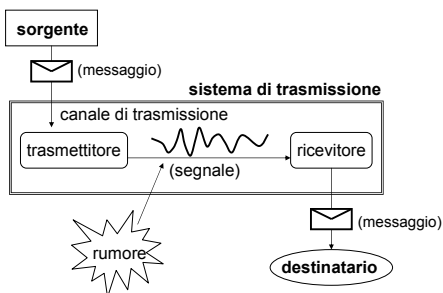 sorgente
(messaggio)
sistema di trasmissione
canale di trasmissione
trasmettitore
(segnale)
ricevitore
rumore
(messaggio)
destinatario